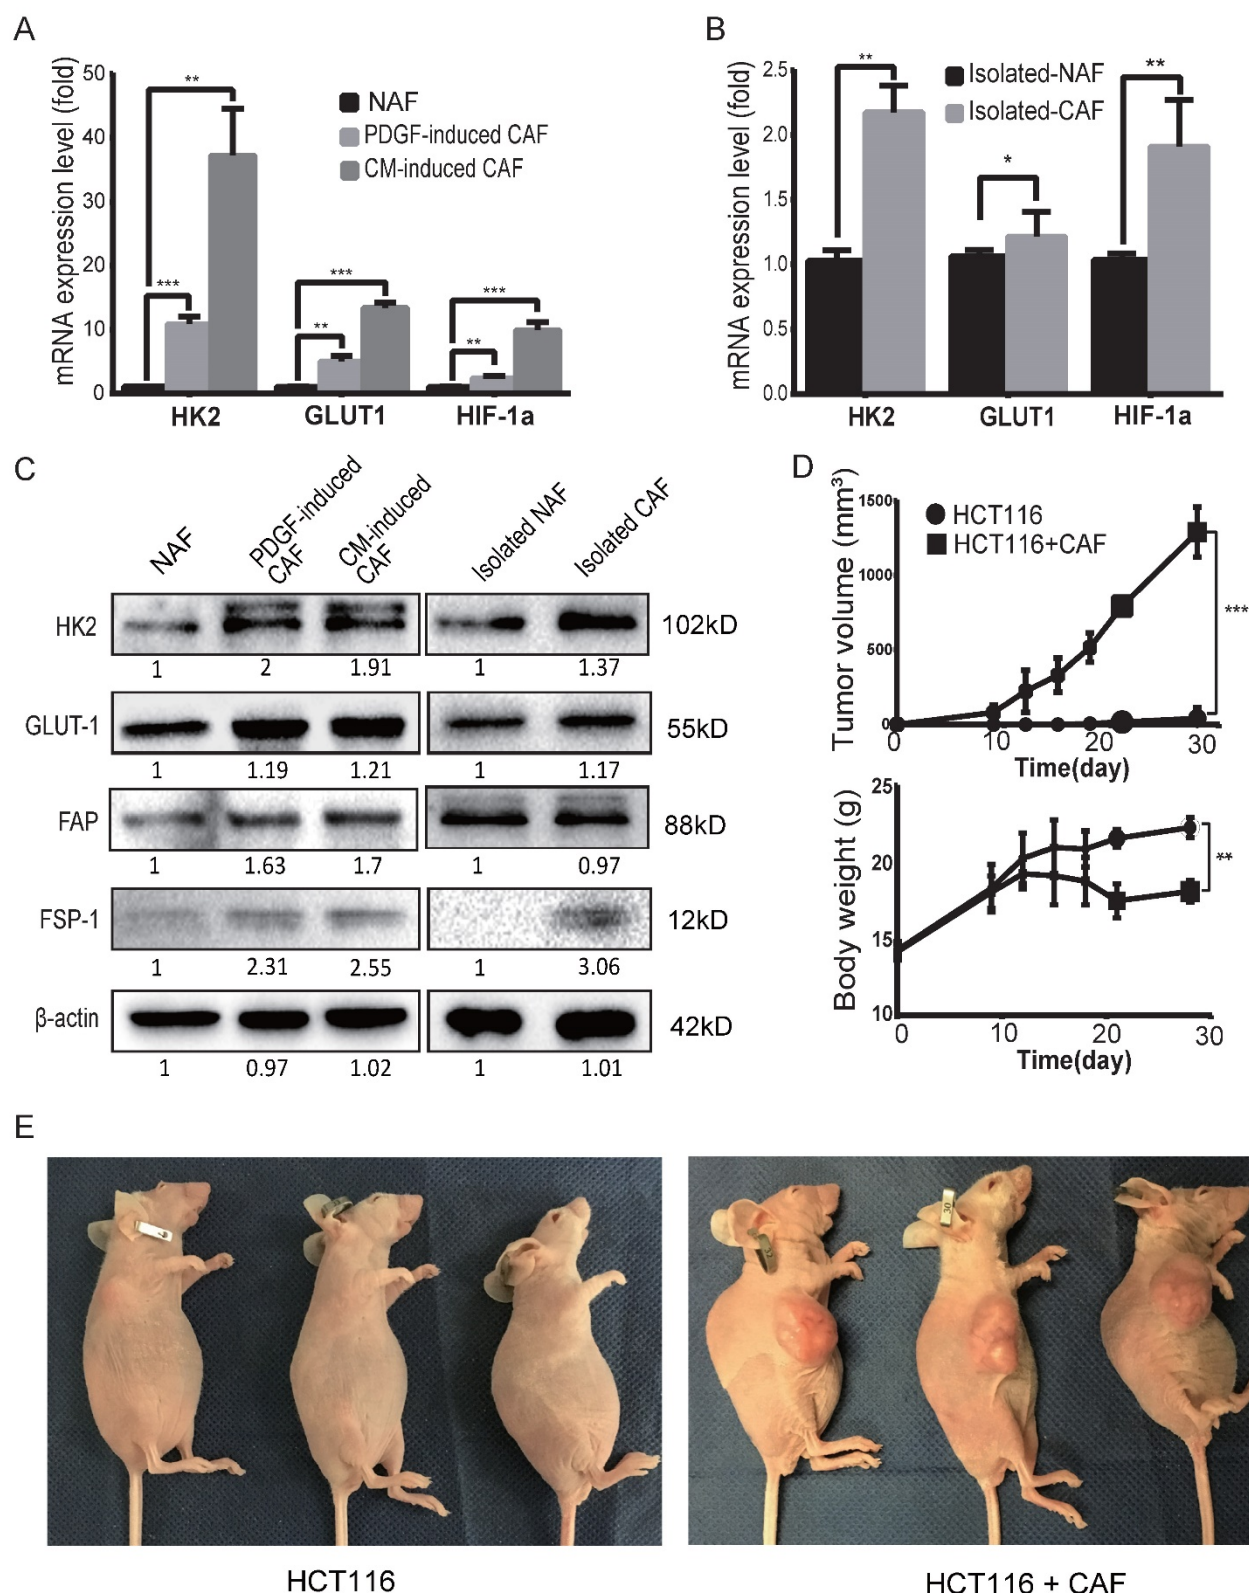 A
mRNA expression level (fold)
50
40
30
20
10
0
**
***
***
**
***
**
NAF
PDGF-induced CAF
CM-induced CAF
HK2 GLUT1 HIF-1a
B
mRNA expression level (fold)
2.5
2.0
1.5
1.0
0.5
0.0
**
*
**
Isolated-NAF
Isolated-CAF
HK2 GLUT1 HIF-1a
C
NAF
PDGF-induced
CAF
CM-induced
CAF
Isolated NAF
Isolated CAF
HK2 102kD
1 2 1.91 1 1.37
GLUT-1 55kD
1 1.19 1.21 1 1.17
FAP 88kD
1 1.63 1.7 1 0.97
FSP-1 12kD
1 2.31 2.55 1 3.06
β-actin 42kD
1 0.97 1.02 1 1.01
D
Tumor volume (mm³)
1500
1000
500
0
HCT116
HCT116+CAF
***
0 10 20 30
Time(day)
Body weight (g)
25
20
15
10
**
0 10 20 30
Time(day)
E
30
HCT116
HCT116 + CAF